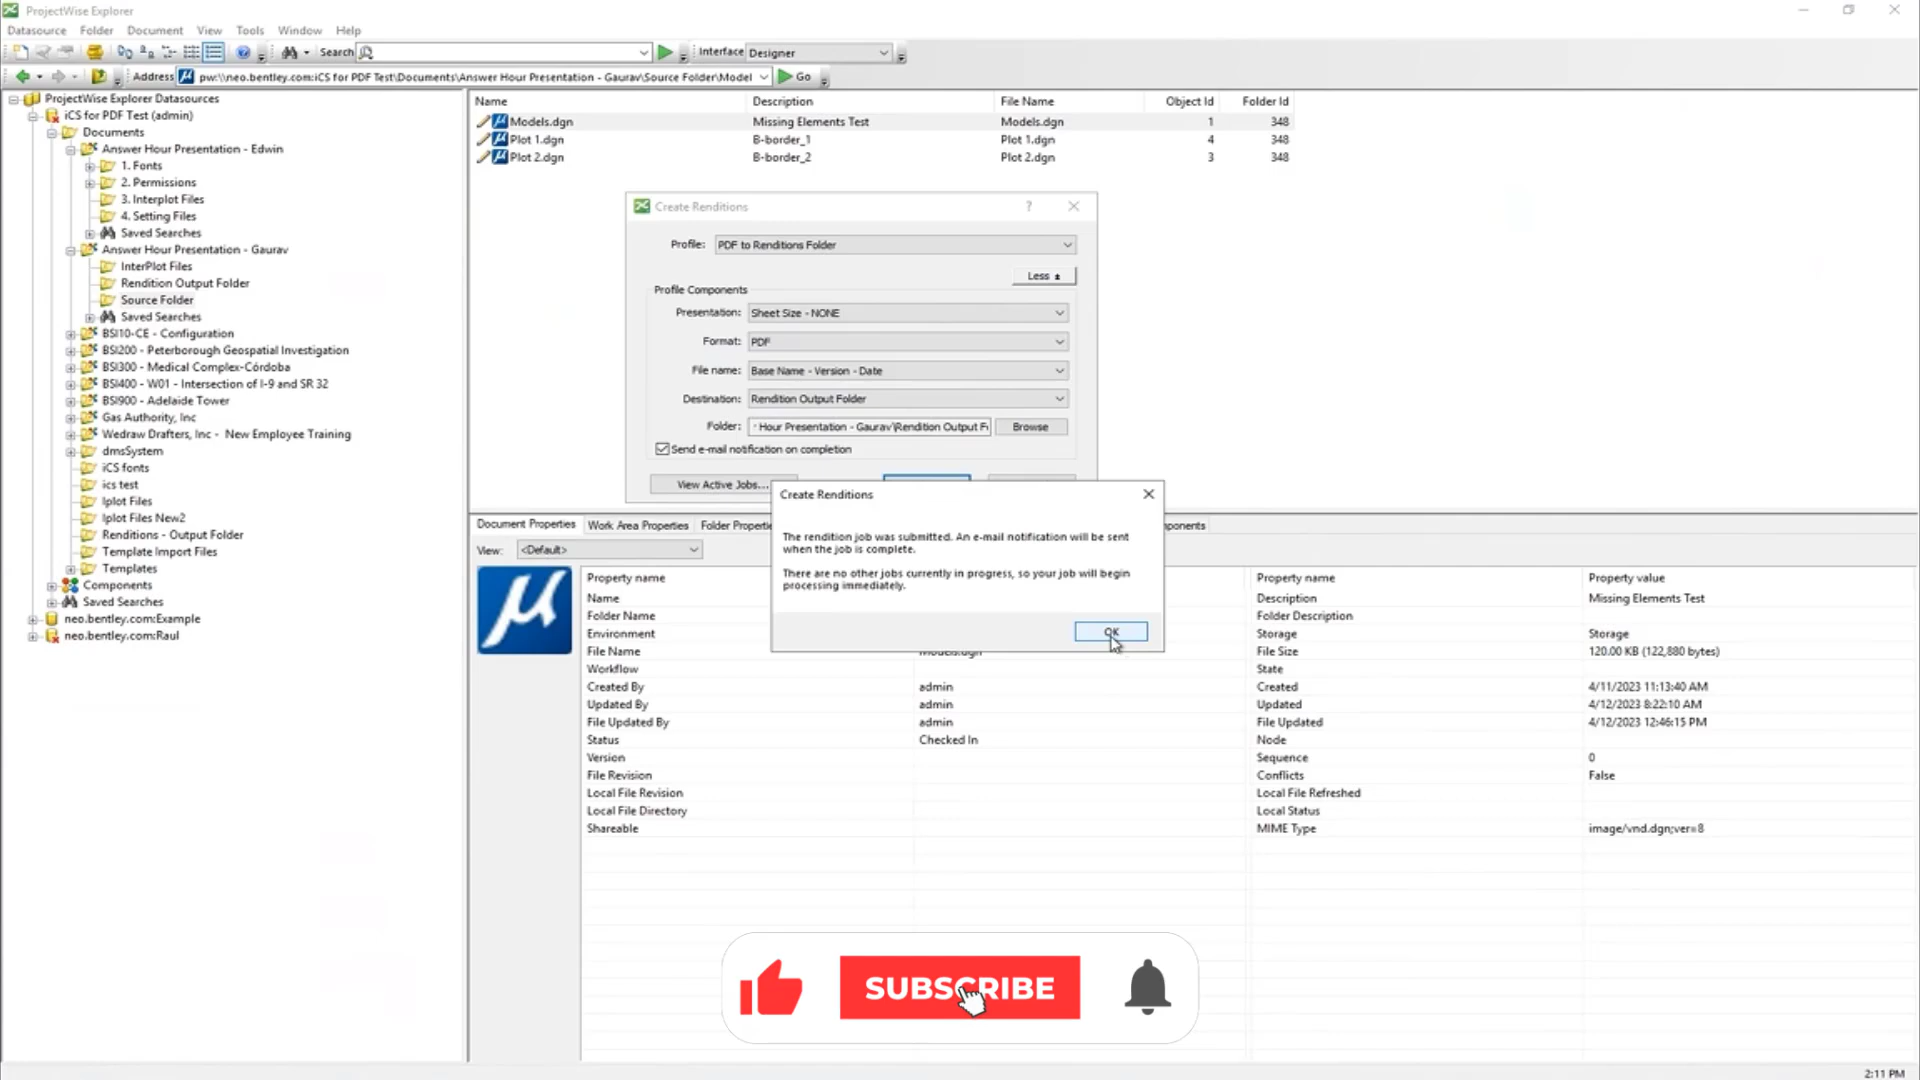 ProjectWise Explorer
Datasource Folder Document View Tools Window Help
Search Interface Designer
Address pw:\\neo.bentley.com:iCS for PDF Test\Documents\Answer Hour Presentation - Gaurav\Source Folder\Model Go
ProjectWise Explorer Datasources
iCS for PDF Test (admin)
Documents
Answer Hour Presentation - Edwin
1. Fonts
2. Permissions
3. Interplot Files
4. Setting Files
Saved Searches
Answer Hour Presentation - Gaurav
InterPlot Files
Rendition Output Folder
Source Folder
Saved Searches
BSI10-CE - Configuration
BSI200 - Peterborough Geospatial Investigation
BSI300 - Medical Complex-Córdoba
BSI400 - W01 - Intersection of I-9 and SR 32
BSI900 - Adelaide Tower
Gas Authority, Inc
Wedraw Drafters, Inc - New Employee Training
dmsSystem
iCS fonts
ics test
Iplot Files
Iplot Files New2
Renditions - Output Folder
Template Import Files
Templates
Components
Saved Searches
neo.bentley.com:Example
neo.bentley.com:Raul
Name Description File Name Object Id Folder Id
Models.dgn Missing Elements Test Models.dgn 1 348
Plot 1.dgn B-border_1 Plot 1.dgn 4 348
Plot 2.dgn B-border_2 Plot 2.dgn 3 348
Create Renditions ?
Profile: PDF to Renditions Folder
Less
Profile Components
Presentation: Sheet Size - NONE
Format: PDF
File name: Base Name - Version - Date
Destination: Rendition Output Folder
Folder: Hour Presentation - Gaurav\Rendition Output F Browse
Send e-mail notification on completion
View Active Jobs...
Create Renditions
The rendition job was submitted. An e-mail notification will be sent
when the job is complete.
There are no other jobs currently in progress, so your job will begin
processing immediately.
OK
Document Properties Work Area Properties Folder Propertie ponents
View: <Default>
Property name Property name Property value
Name Description Missing Elements Test
Folder Name Folder Description
Environment Storage Storage
File Name Models.dgn File Size 120.00 KB (122,880 bytes)
Workflow State
Created By admin Created 4/11/2023 11:13:40 AM
Updated By admin Updated 4/12/2023 8:22:10 AM
File Updated By admin File Updated 4/12/2023 12:46:15 PM
Status Checked In Node
Version Sequence 0
File Revision Conflicts False
Local File Revision Local File Refreshed
Local File Directory Local Status
Shareable MIME Type image/vnd.dgn;ver=8
SUBSCRIBE
2:11 PM